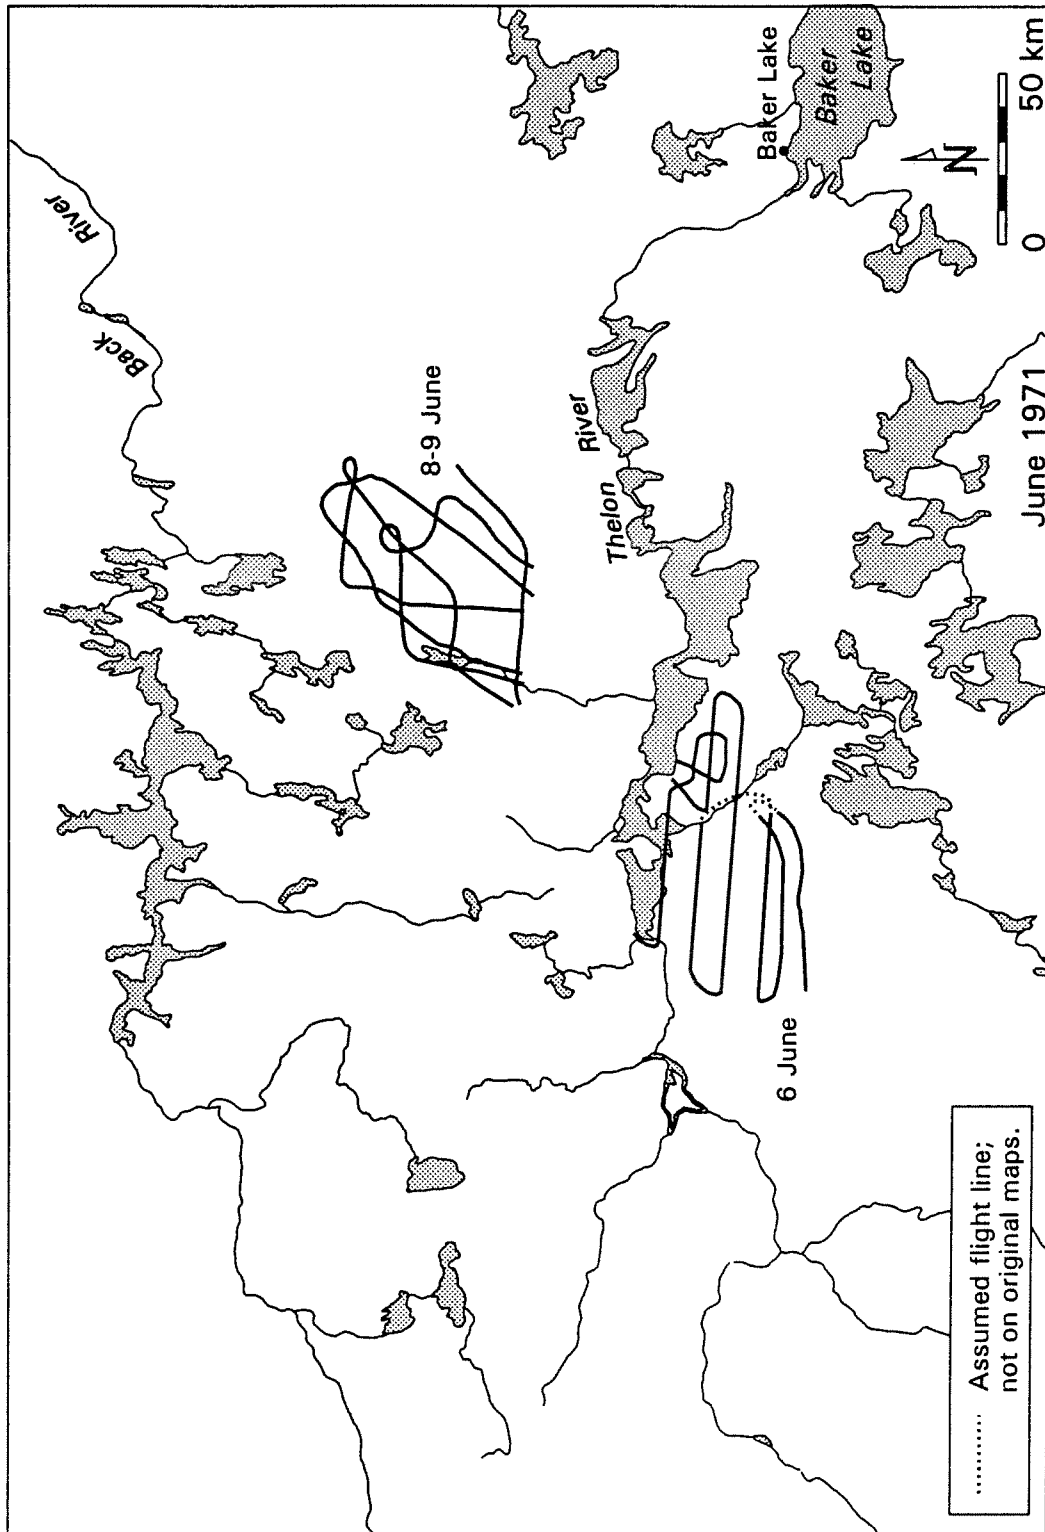 River
Back
8-9 June
River
Thelon
Baker Lake
Baker
Lake
N
0 50 km
6 June
June 1971
.......... Assumed flight line;
not on original maps.